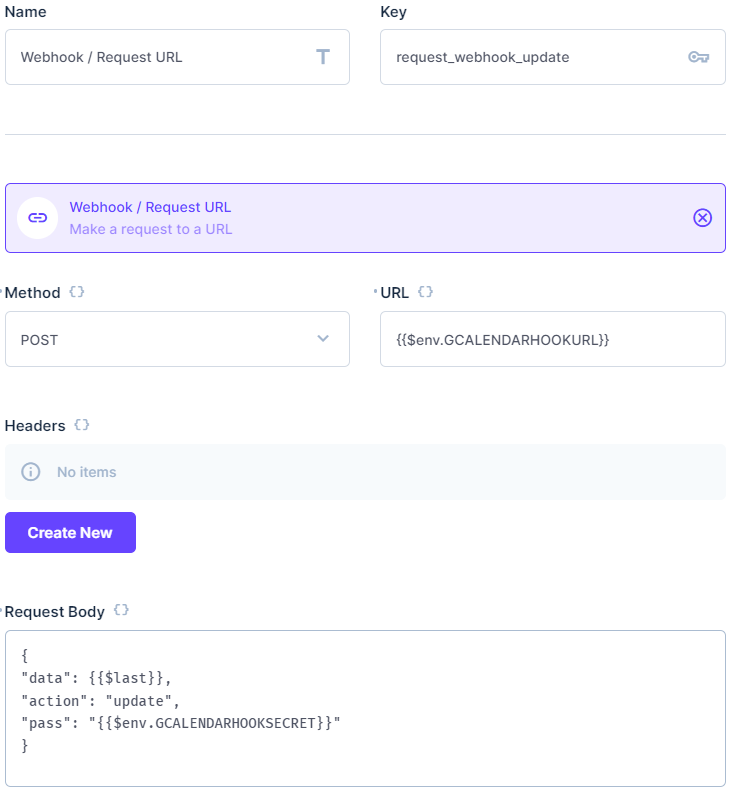 Name
Key
Webhook / Request URL
request_webhook_update
Webhook / Request URL
Make a request to a URL
Method {}
URL {}
POST
{{$env.GCALENDARHOOKURL}}
Headers {}
No items
Create New
Request Body {}
{
"data": {{$last}},
"action": "update",
"pass": "{{$env.GCALENDARHOOKSECRET}}"
}